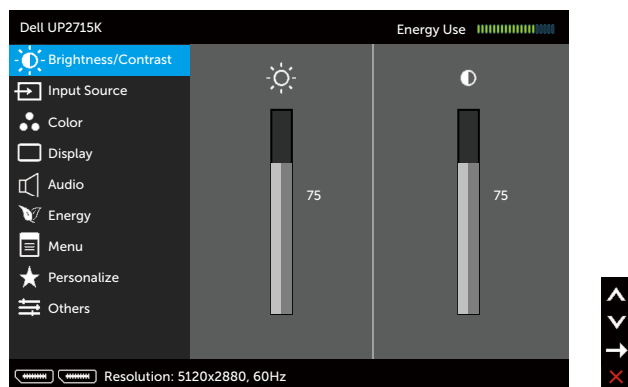 Dell UP2715K
Energy Use
Brightness/Contrast
Input Source
Color
Display
Audio
Energy
Menu
Personalize
Others
75
75
Resolution: 5120x2880, 60Hz